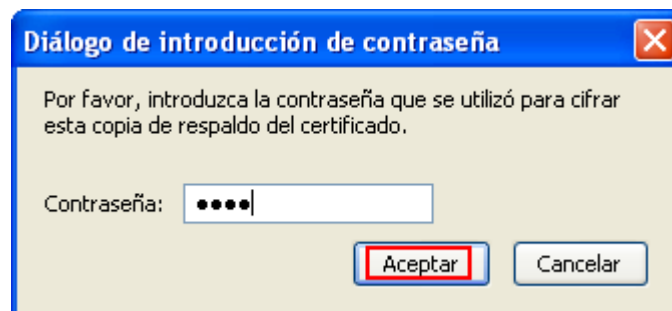 Diálogo de introducción de contraseña
Por favor, introduzca la contraseña que se utilizó para cifrar
esta copia de respaldo del certificado.
Contraseña: ●●●●
Aceptar Cancelar